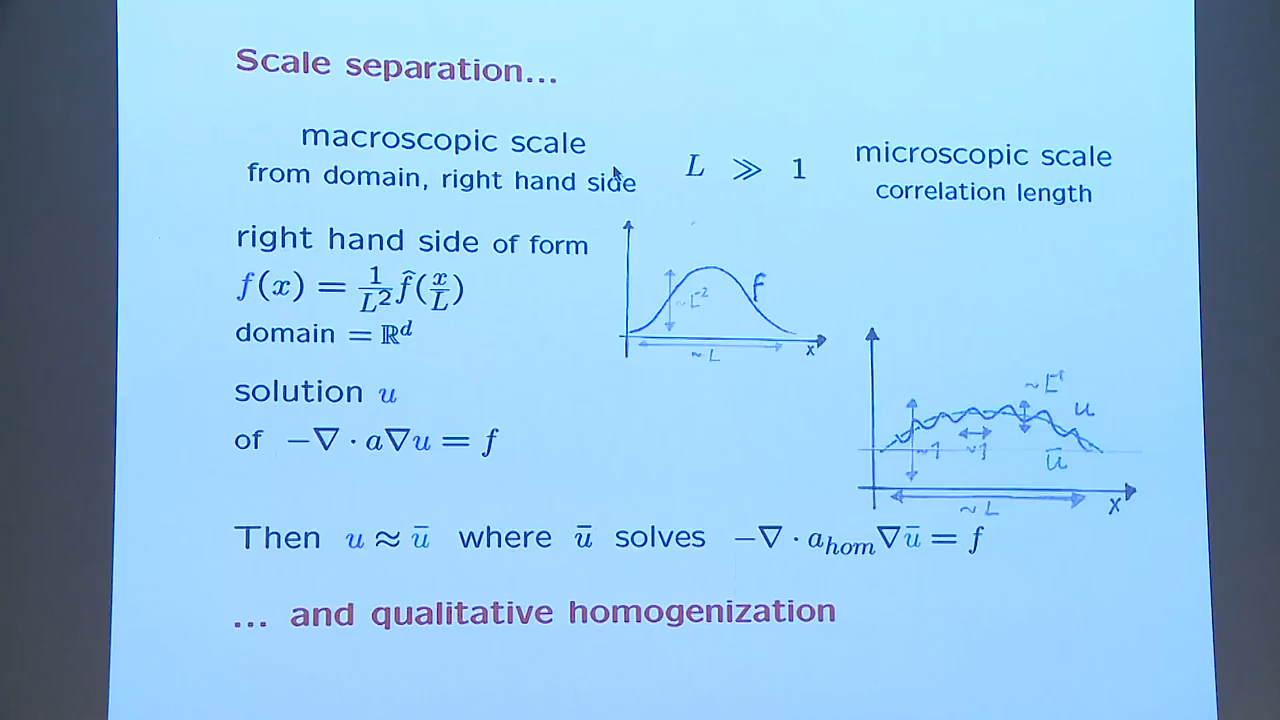 Scale separation...
macroscopic scale
from domain, right hand side
L ≫ 1
microscopic scale
correlation length
right hand side of form
f(x) = 1/L² f̂(x/L)
domain = ℝᵈ
~ L⁻²
f
~ L
x
solution u
of −∇ · a∇u = f
~ L⁻¹
u
~1
~1
ū
~ L
x
Then u ≈ ū where ū solves −∇ · a_hom∇ū = f
... and qualitative homogenization